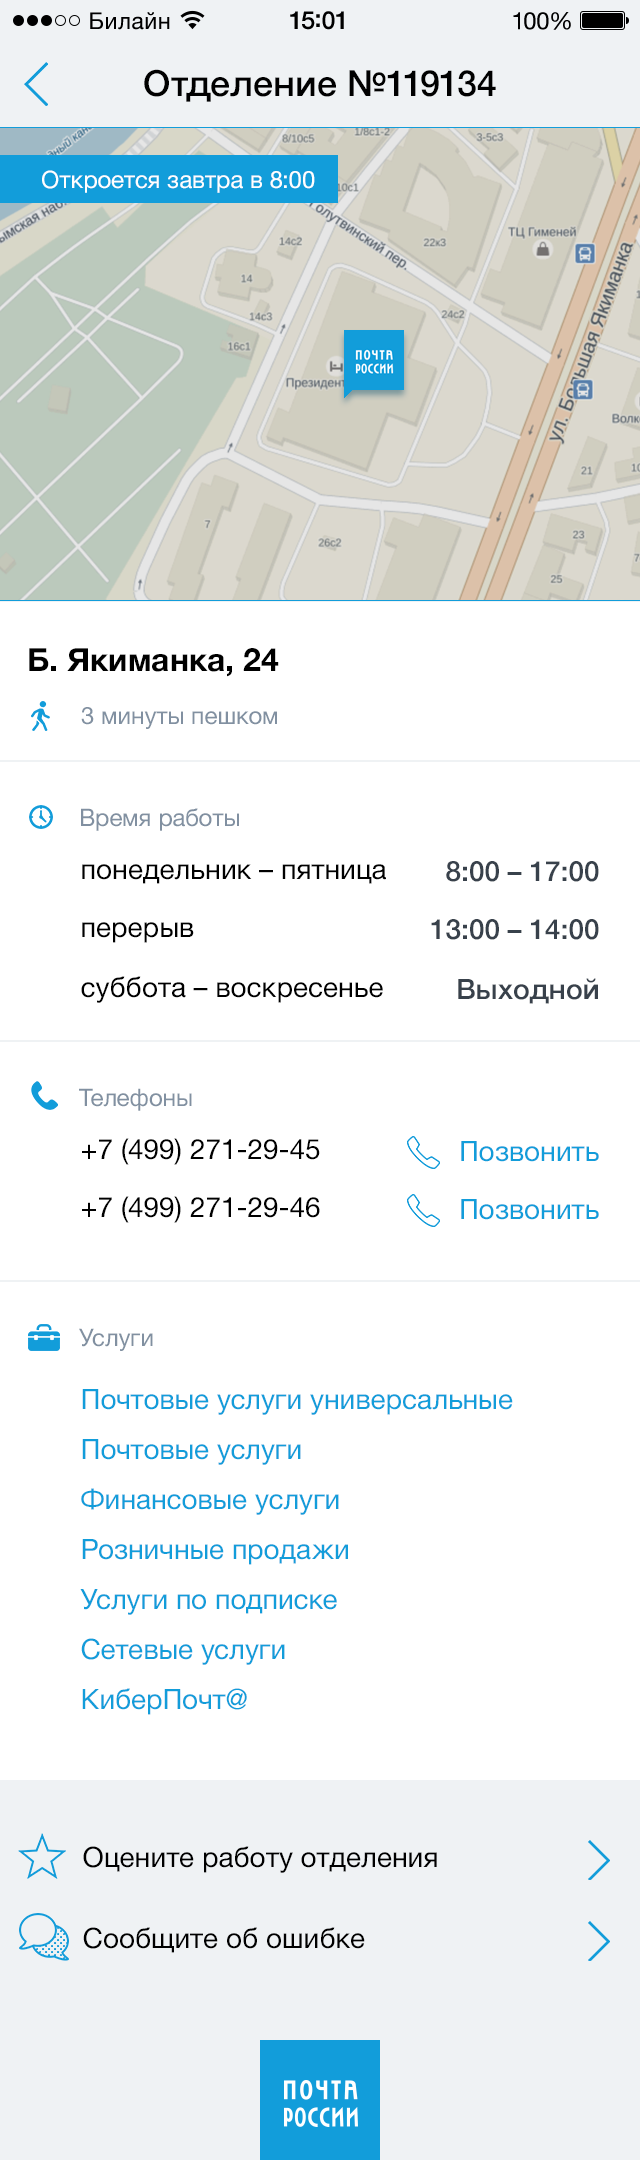 Билайн 15:01 100%
Отделение №119134
Откроется завтра в 8:00
8/10с5
1/8с1-2
3-5с3
10с1
Голутвинский пер.
14с2
22к3
ТЦ Гименей
14
14с3
24с2
16с1
ул. Большая Якиманка
ПОЧТА
РОССИИ
21
7
26с2
23
25
Б. Якиманка, 24
3 минуты пешком
Время работы
понедельник – пятница 8:00 – 17:00
перерыв 13:00 – 14:00
суббота – воскресенье Выходной
Телефоны
+7 (499) 271-29-45 Позвонить
+7 (499) 271-29-46 Позвонить
Услуги
Почтовые услуги универсальные
Почтовые услуги
Финансовые услуги
Розничные продажи
Услуги по подписке
Сетевые услуги
КиберПочт@
Оцените работу отделения
Сообщите об ошибке
ПОЧТА
РОССИИ